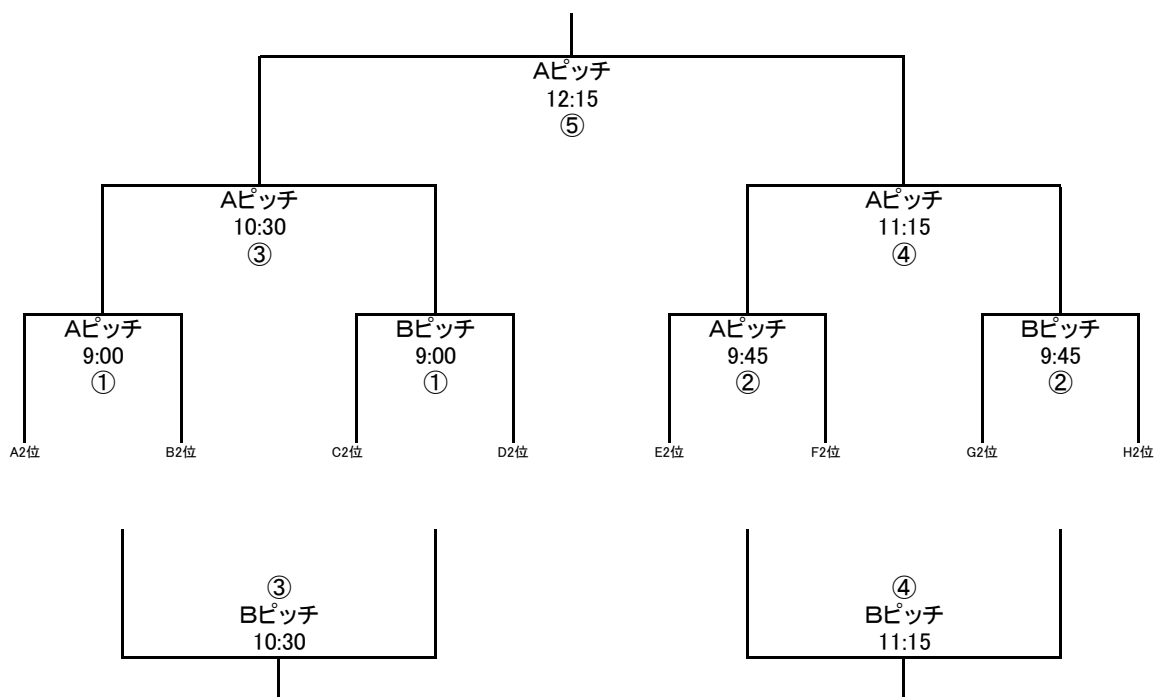 Aピッチ
12:15
⑤
Aピッチ
10:30
③
Aピッチ
11:15
④
Aピッチ
9:00
①
Bピッチ
9:00
①
Aピッチ
9:45
②
Bピッチ
9:45
②
A2位
B2位
C2位
D2位
E2位
F2位
G2位
H2位
③
Bピッチ
10:30
④
Bピッチ
11:15